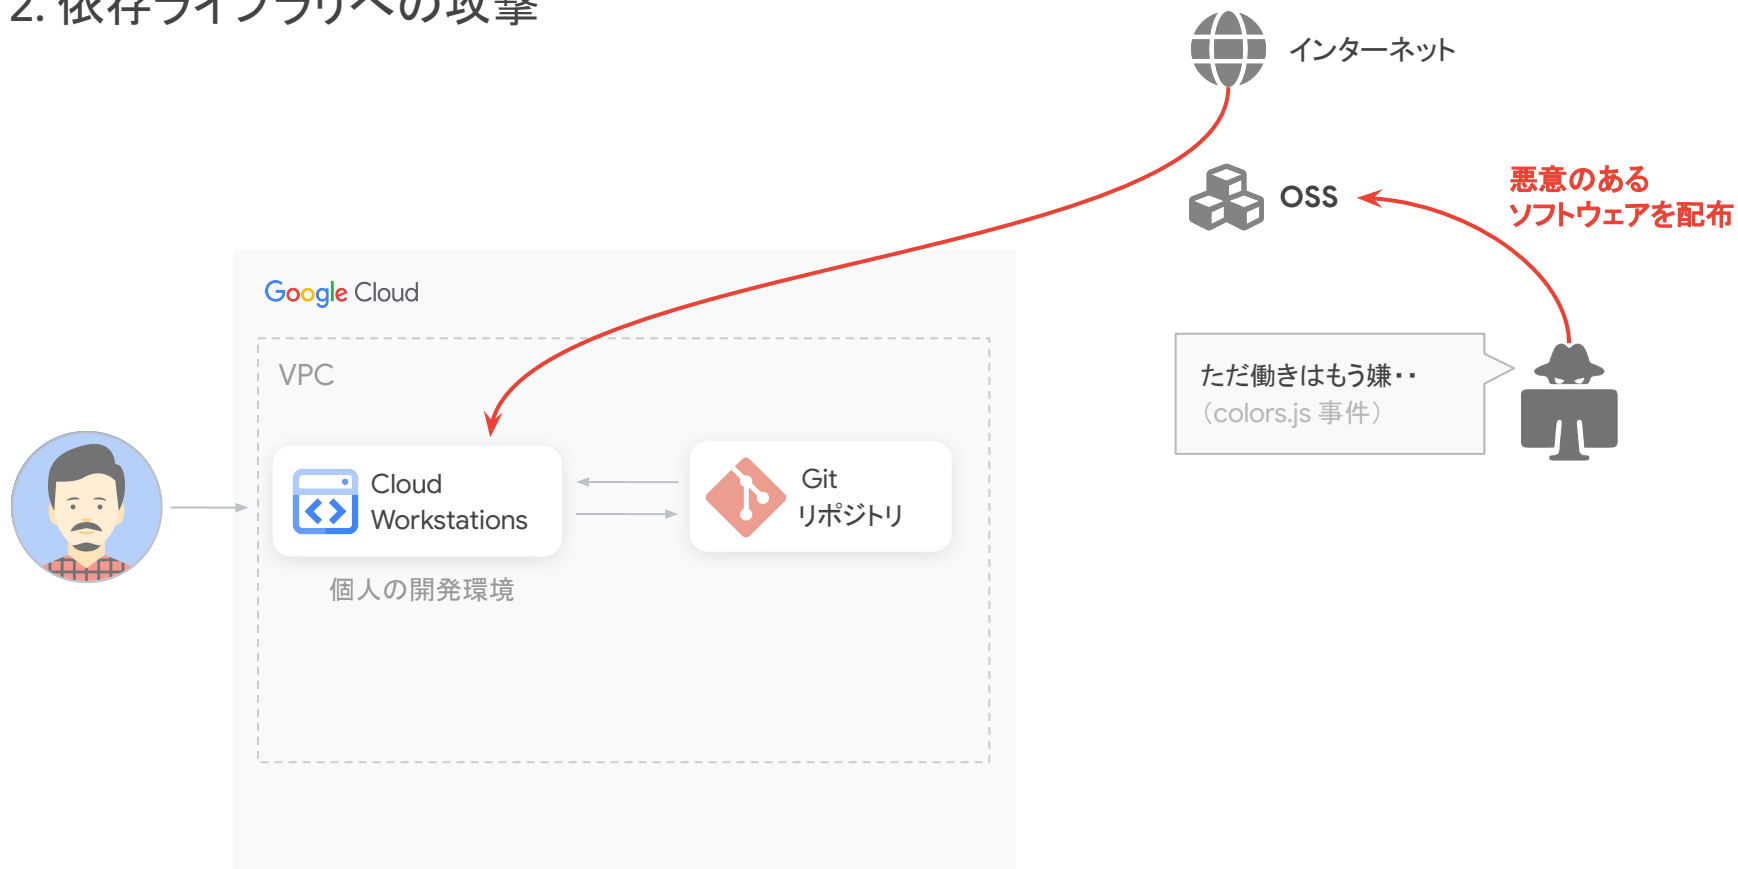 2. 依存ライブラリへの攻撃
インターネット
OSS
悪意のある
ソフトウェアを配布
Google Cloud
VPC
ただ働きはもう嫌・・
（colors.js 事件）
Cloud
Workstations
Git
リポジトリ
個人の開発環境